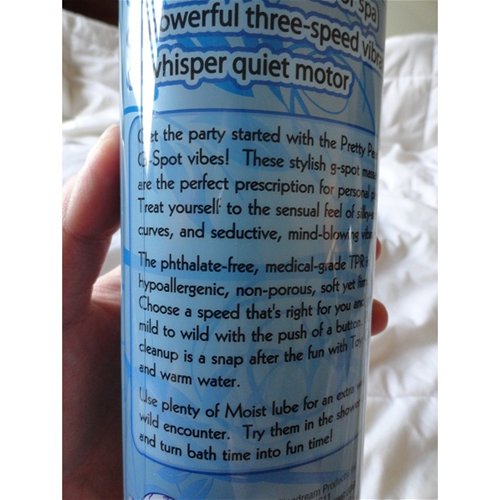 spa
owerful three-speed vibra
whisper quiet motor
Get the party started with the Pretty
G-Spot vibes! These stylish g-spot
are the perfect prescription for personal
Treat yourself to the sensual feel of
curves, and seductive, mind-blowing
The phthalate-free, medical-grade TPR
hypoallergenic, non-porous, soft yet
Choose a speed that's right for you
mild to wild with the push of a button.
cleanup is a snap after the fun with
and warm water.
Use plenty of Moist lube for an extra
wild encounter. Try them in the shower
and turn bath time into fun time!